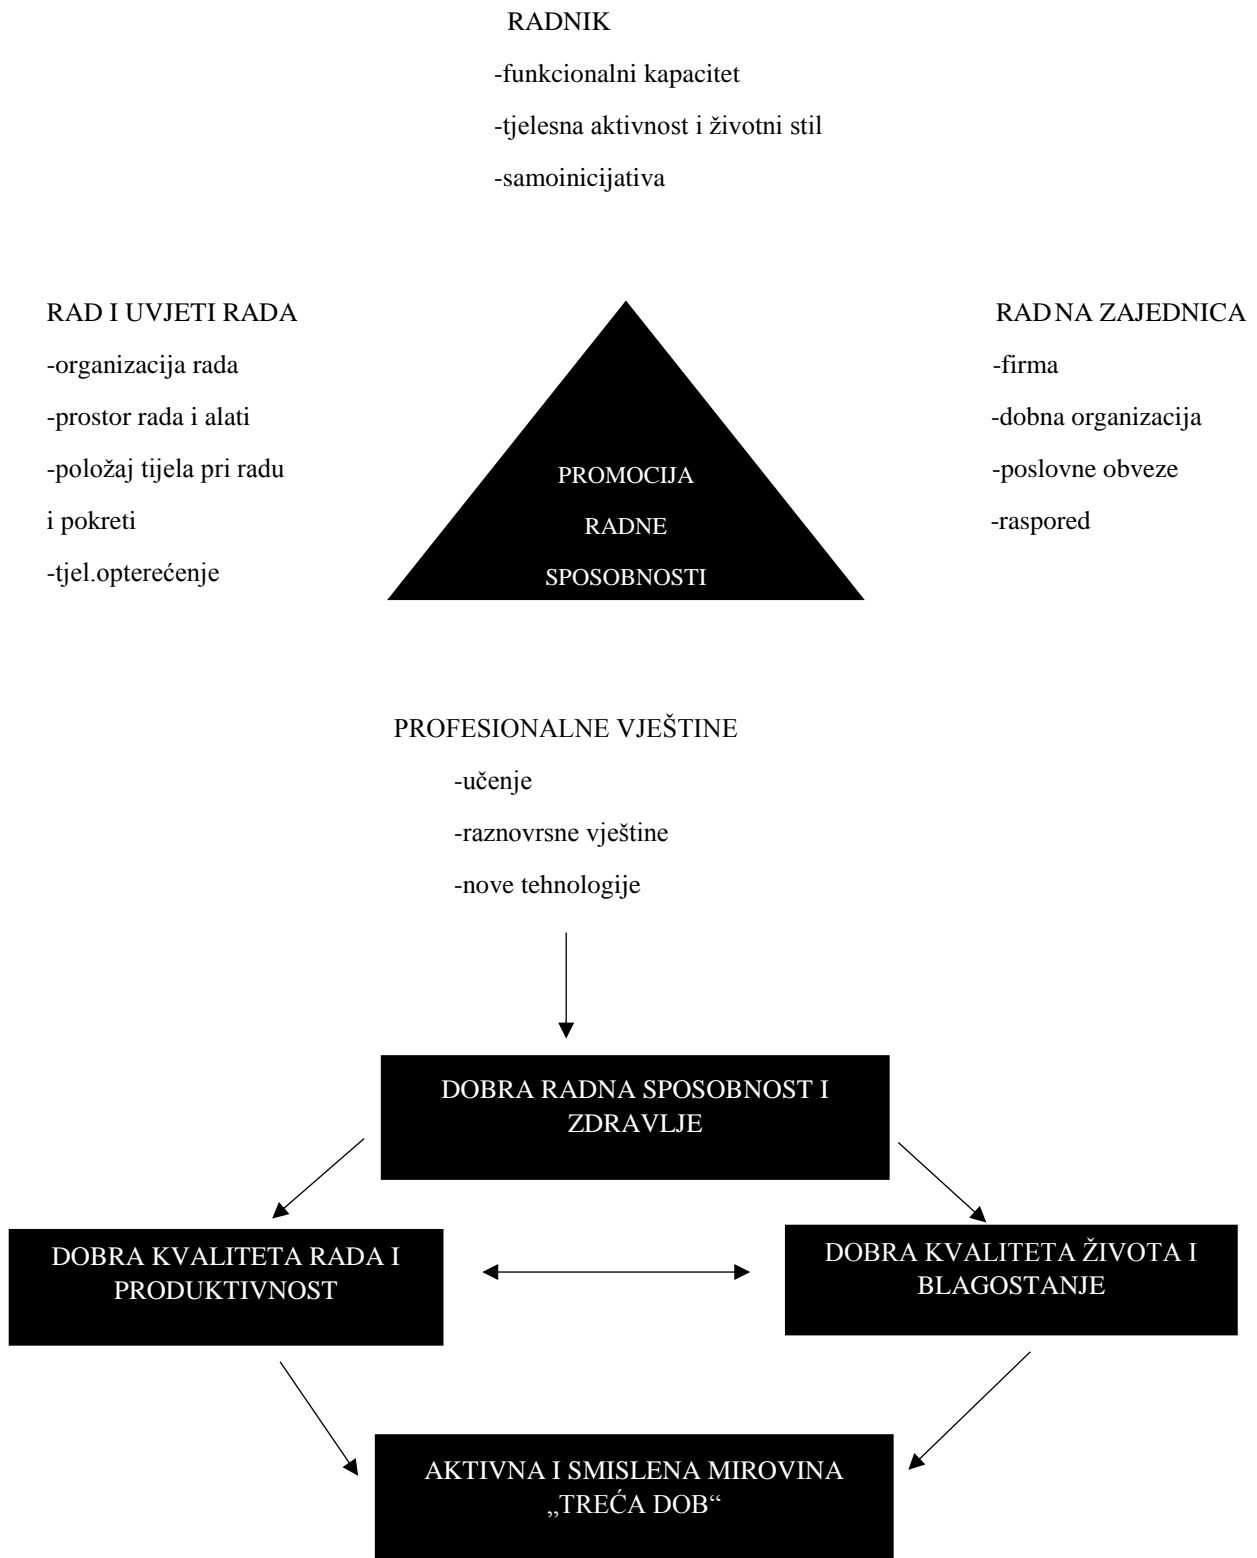 RADNIK
-funkcionalni kapacitet
-tjelesna aktivnost i životni stil
-samoinicijativa
RAD I UVJETI RADA
-organizacija rada
-prostor rada i alati
-položaj tijela pri radu
i pokreti
-tjel.opterećenje
PROMOCIJA
RADNE
SPOSOBNOSTI
RADNA ZAJEDNICA
-firma
-dobna organizacija
-poslovne obveze
-raspored
PROFESIONALNE VJEŠTINE
-učenje
-raznovrsne vještine
-nove tehnologije
DOBRA RADNA SPOSOBNOST I
ZDRAVLJE
DOBRA KVALITETA RADA I
PRODUKTIVNOST
DOBRA KVALITETA ŽIVOTA I
BLAGOSTANJE
AKTIVNA I SMISLENA MIROVINA
„TREĆA DOB“